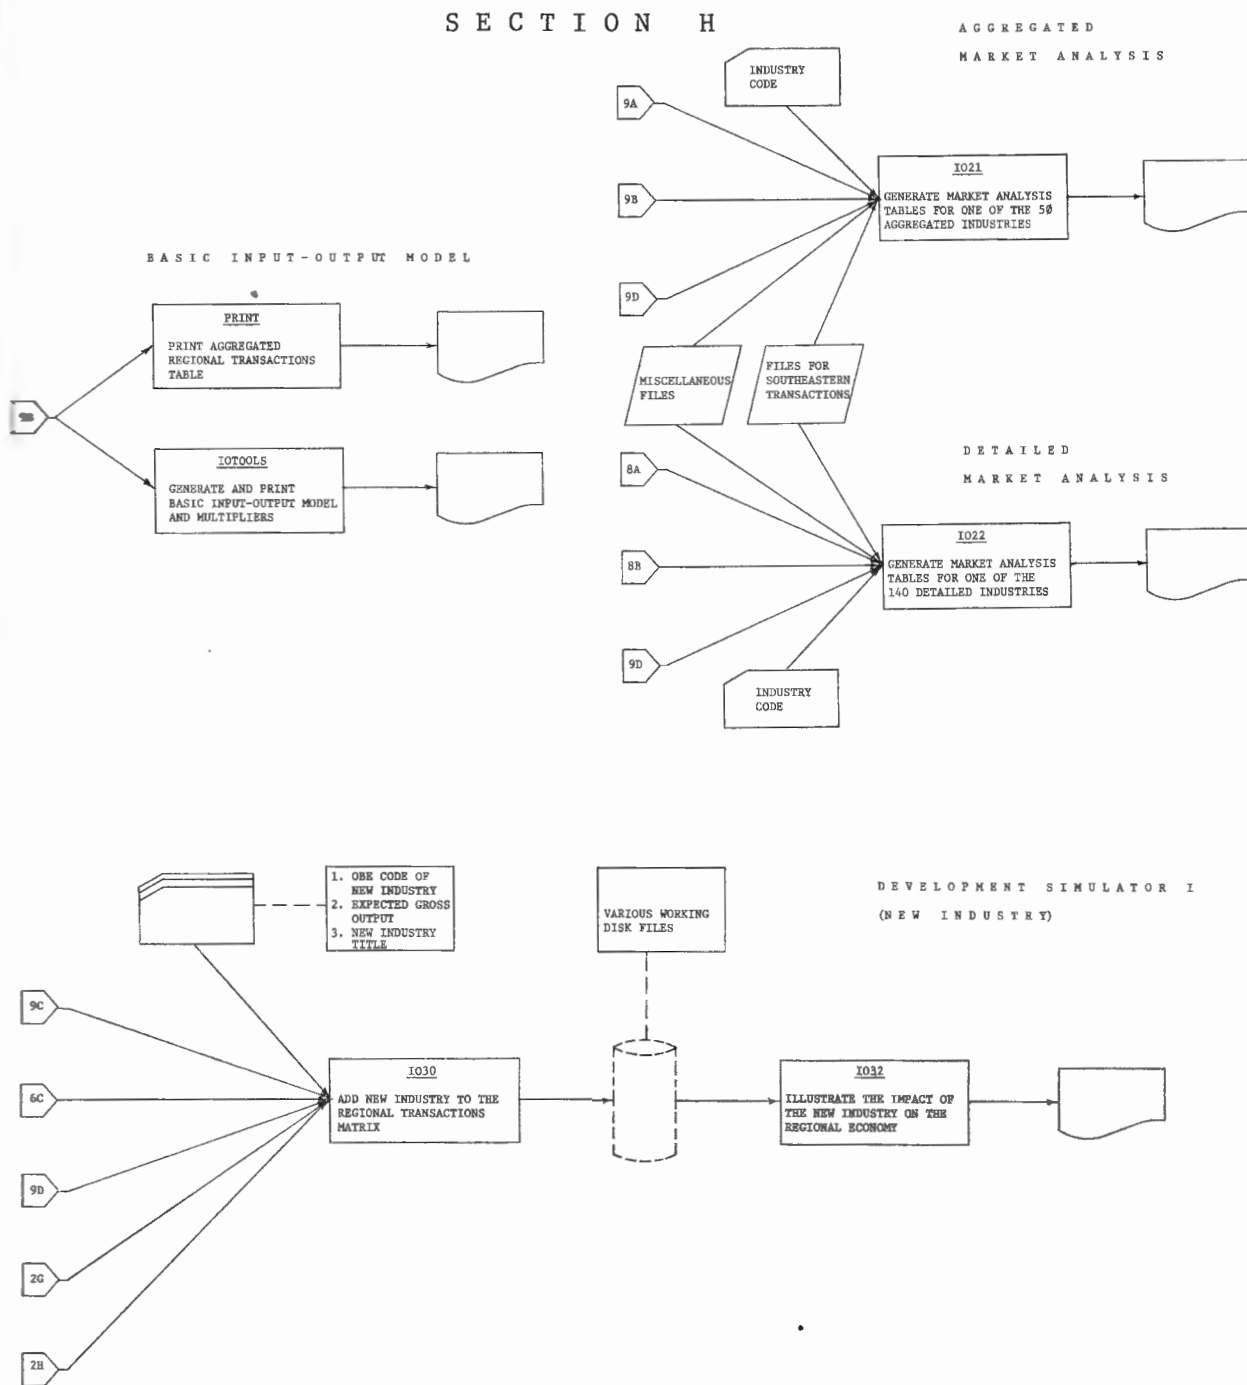 SECTION H
AGGREGATED
MARKET ANALYSIS
INDUSTRY
CODE
9A
9B
9D
IO21
GENERATE MARKET ANALYSIS
TABLES FOR ONE OF THE 5Ø
AGGREGATED INDUSTRIES
BASIC INPUT-OUTPUT MODEL
PRINT
PRINT AGGREGATED
REGIONAL TRANSACTIONS
TABLE
IOTOOLS
GENERATE AND PRINT
BASIC INPUT-OUTPUT MODEL
AND MULTIPLIERS
MISCELLANEOUS
FILES
FILES FOR
SOUTHEASTERN
TRANSACTIONS
DETAILED
MARKET ANALYSIS
8A
8B
9D
IO22
GENERATE MARKET ANALYSIS
TABLES FOR ONE OF THE
140 DETAILED INDUSTRIES
INDUSTRY
CODE
1. OBE CODE OF
NEW INDUSTRY
2. EXPECTED GROSS
OUTPUT
3. NEW INDUSTRY
TITLE
VARIOUS WORKING
DISK FILES
DEVELOPMENT SIMULATOR I
(NEW INDUSTRY)
9C
6C
9D
2G
2H
IO30
ADD NEW INDUSTRY TO THE
REGIONAL TRANSACTIONS
MATRIX
IO32
ILLUSTRATE THE IMPACT OF
THE NEW INDUSTRY ON THE
REGIONAL ECONOMY